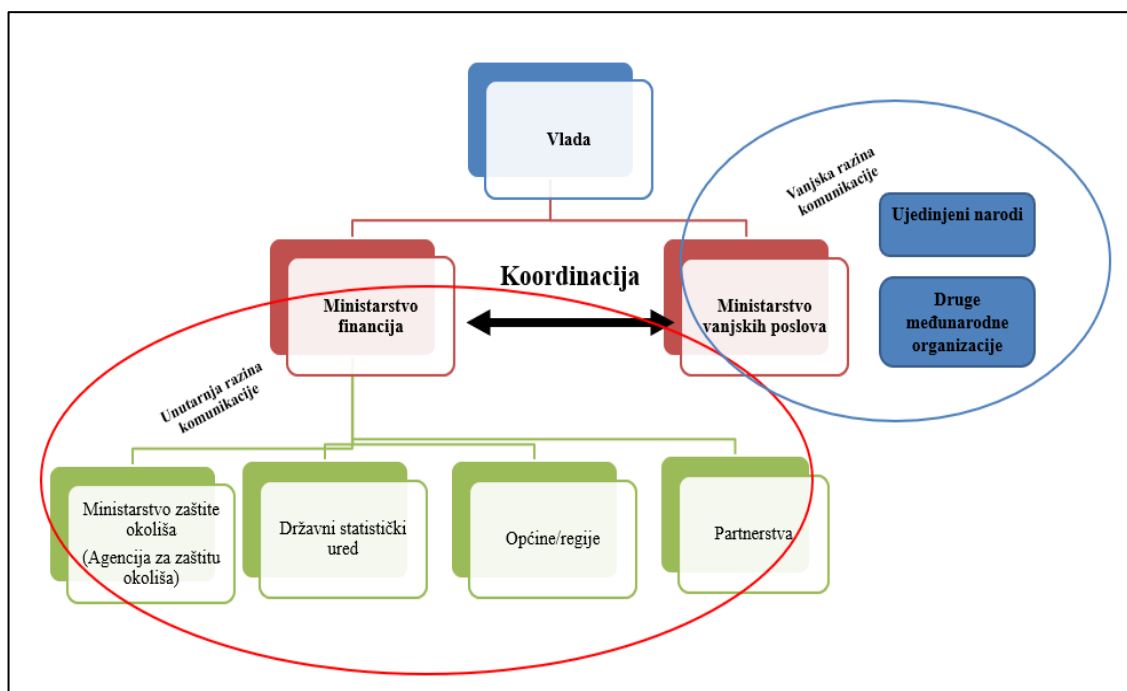 Vlada
Vanjska razina
komunikacije
Ujedinjeni narodi
Ministarstvo
financija
Koordinacija
Ministarstvo
vanjskih poslova
Druge
međunarodne
organizacije
Unutarnja razina
komunikacije
Ministarstvo zaštite
okoliša
(Agencija za zaštitu
okoliša)
Državni statistički
ured
Općine/regije
Partnerstva